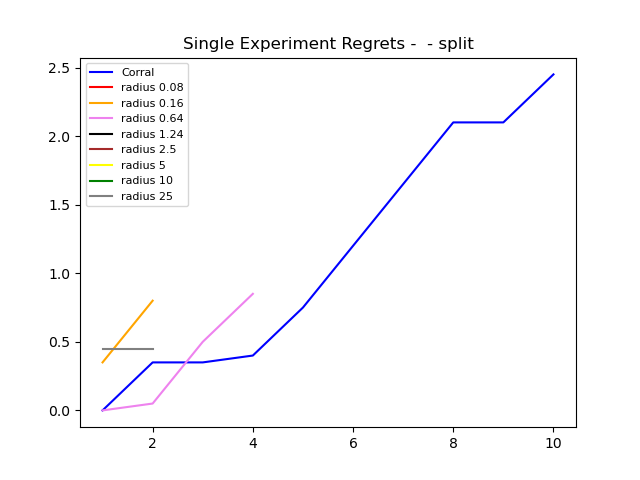 Single Experiment Regrets -  - split
Corral
radius 0.08
radius 0.16
radius 0.64
radius 1.24
radius 2.5
radius 5
radius 10
radius 25
2.5
2.0
1.5
1.0
0.5
0.0
2 4 6 8 10